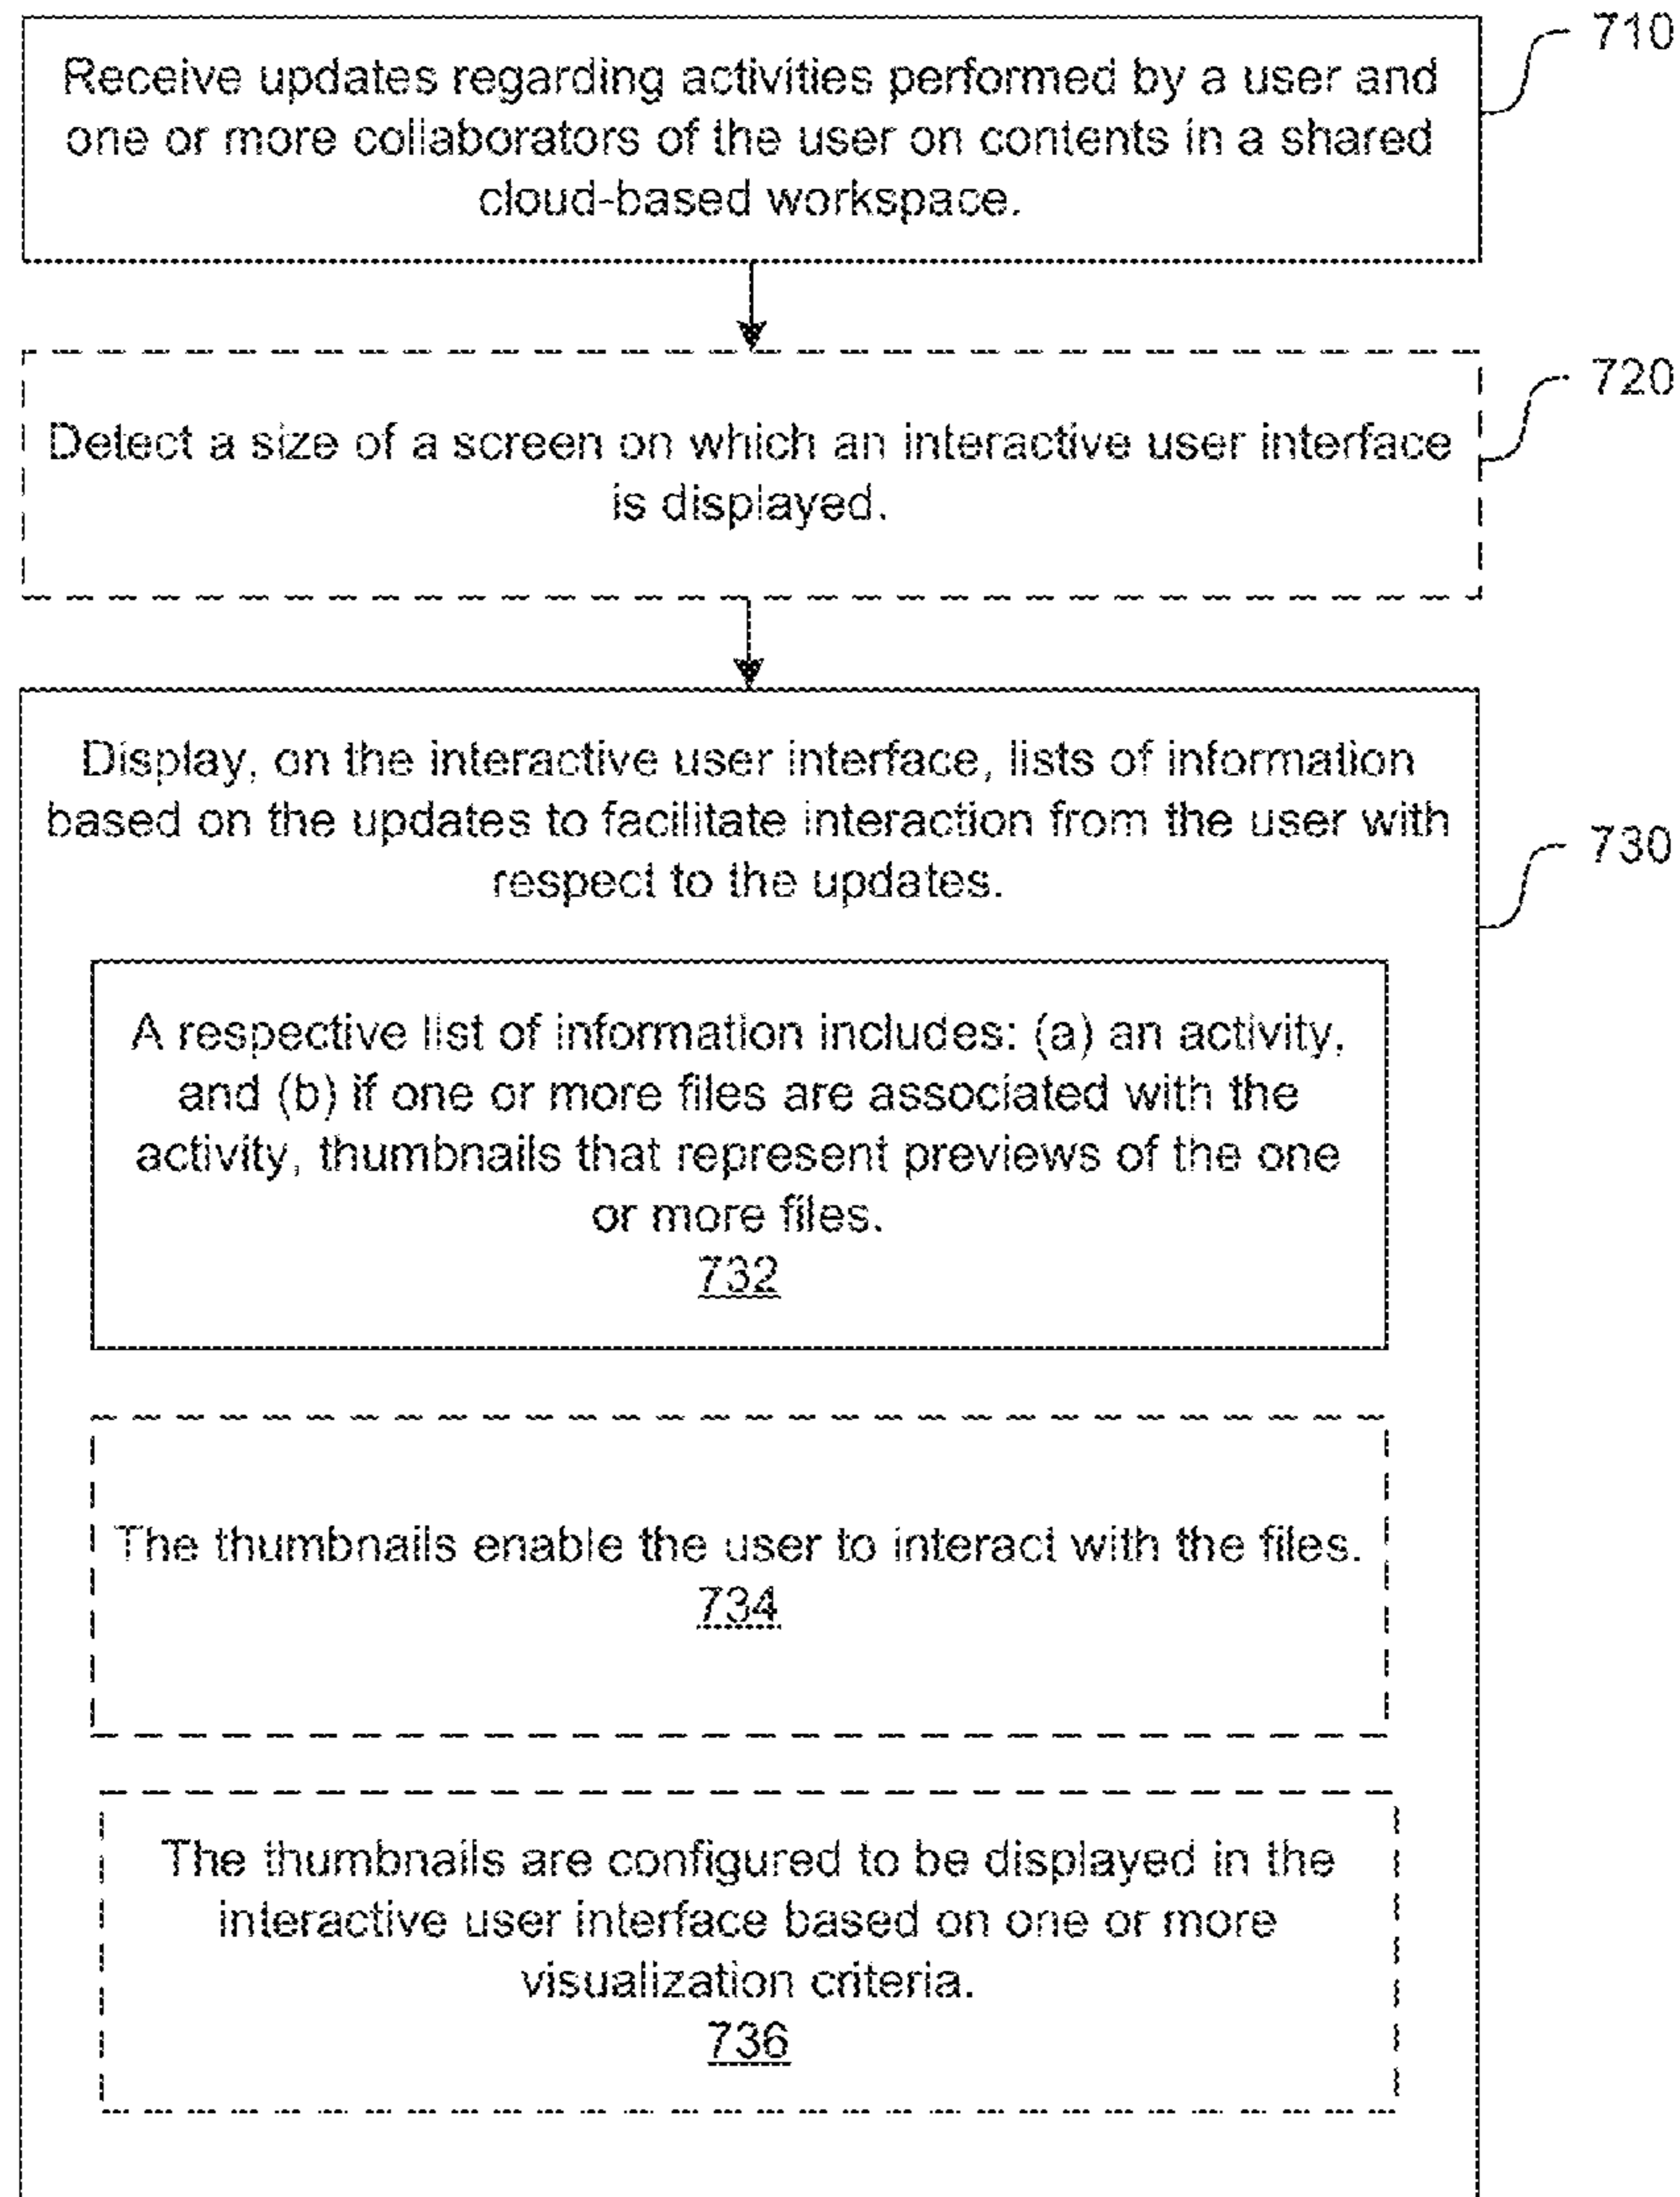 710
Receive updates regarding activities performed by a user and
one or more collaborators of the user on contents in a shared
cloud-based workspace.
720
Detect a size of a screen on which an interactive user interface
is displayed.
Display, on the interactive user interface, lists of information
based on the updates to facilitate interaction from the user with
730
respect to the updates.
A respective list of information includes: (a) an activity,
and (b) if one or more files are associated with the
activity, thumbnails that represent previews of the one
or more files.
732
The thumbnails enable the user to interact with the files.
734
The thumbnails are configured to be displayed in the
interactive user interface based on one or more
visualization criteria.
736